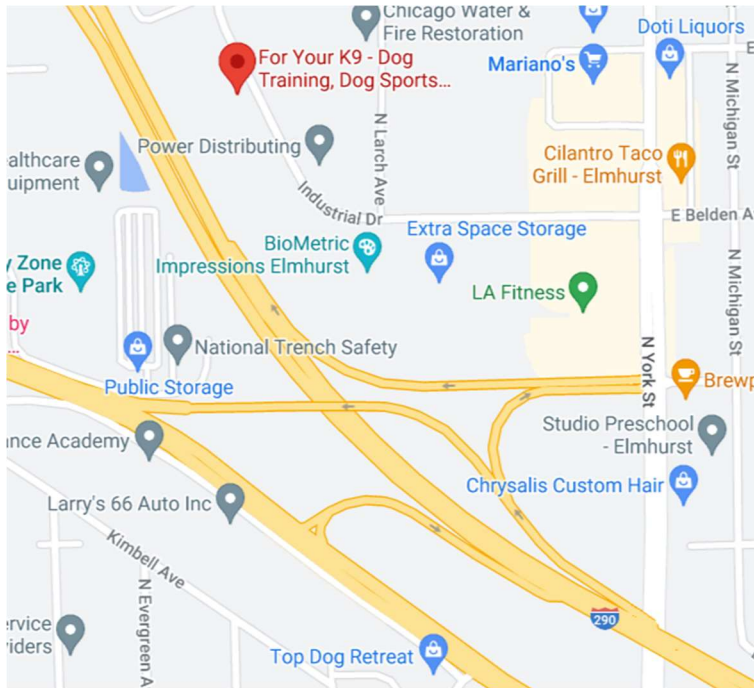 Chicago Water &
Fire Restoration
Doti Liquors
E
For Your K9 - Dog
Training, Dog Sports...
Mariano's
N Michigan St
N Larch Ave
Power Distributing
Cilantro Taco
Grill - Elmhurst
ealthcare
uipment
Industrial Dr
E Belden A
Extra Space Storage
BioMetric
Impressions Elmhurst
y Zone
e Park
LA Fitness
N Michigan St
by
...
National Trench Safety
N York St
Public Storage
Brewp
Studio Preschool
- Elmhurst
ance Academy
Chrysalis Custom Hair
Larry's 66 Auto Inc
Kimbell Ave
N Evergreen A
290
ervice
viders
Top Dog Retreat